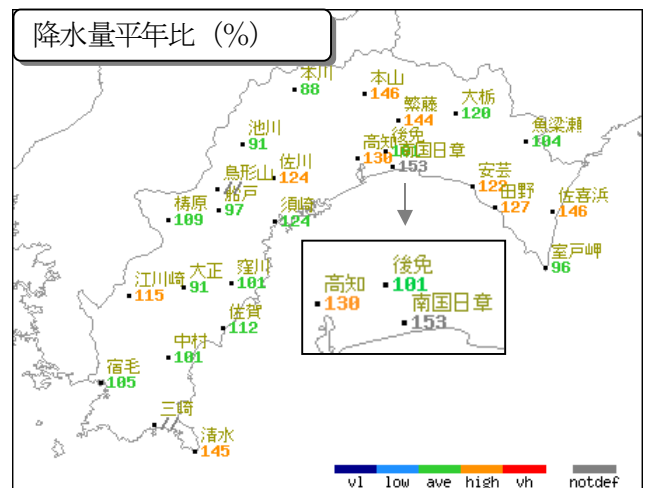 降水量平年比 (%)
本川
88
本山
146
繁藤
144
大栃
120
魚梁瀬
104
池川
91
高知
130
後免
101
南国日章
153
鳥形山
//
佐川
124
安芸
122
田野
127
佐喜浜
146
船戸
97
梼原
109
須崎
124
室戸岬
96
後免
101
高知
130
南国日章
153
江川崎
115
大正
91
窪川
101
佐賀
112
中村
101
宿毛
105
三崎
//
清水
145
vl low ave high vh notdef